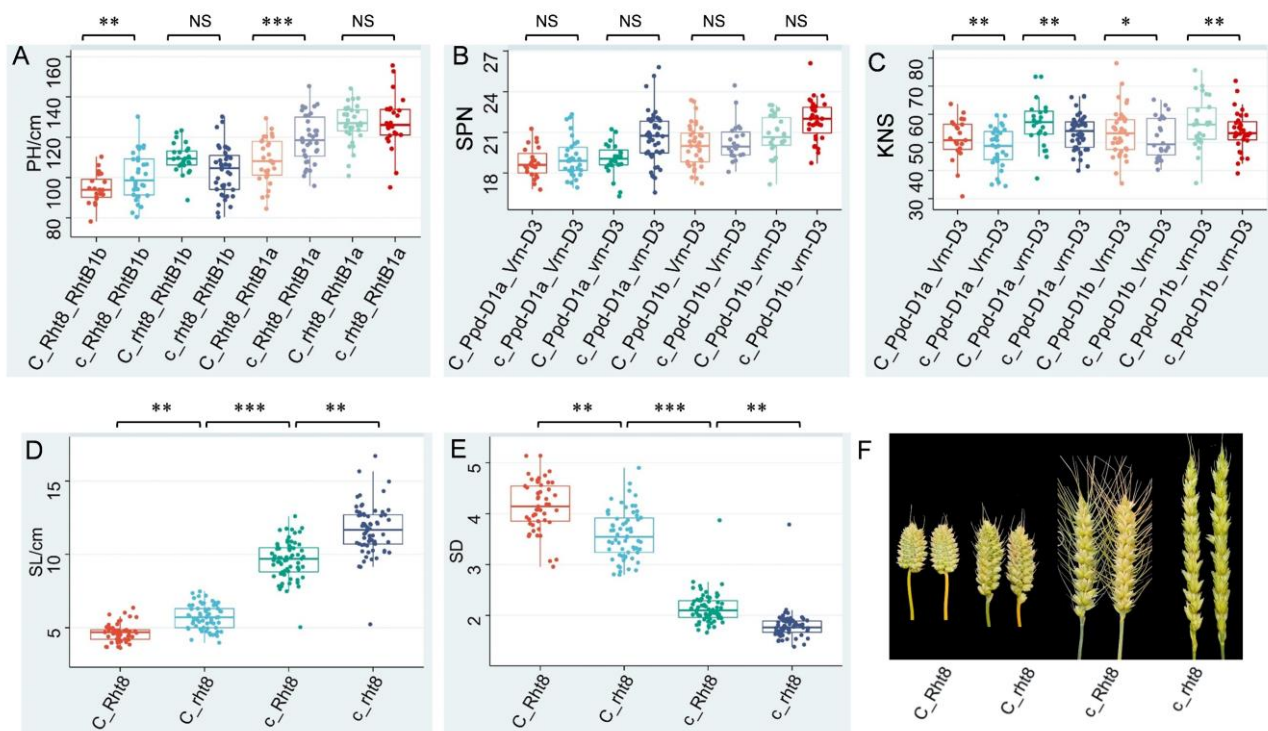 ** NS *** NS
A
PH/cm
160
140
120
100
80
C_Rht8_RhtB1b
c_Rht8_RhtB1b
C_rht8_RhtB1b
c_rht8_RhtB1b
C_Rht8_RhtB1a
c_Rht8_RhtB1a
C_rht8_RhtB1a
c_rht8_RhtB1a
NS NS NS NS
B
SPN
27
24
21
18
C_Ppd-D1a_Vrn-D3
c_Ppd-D1a_Vrn-D3
C_Ppd-D1a_vrn-D3
c_Ppd-D1a_vrn-D3
C_Ppd-D1b_Vrn-D3
c_Ppd-D1b_Vrn-D3
C_Ppd-D1b_vrn-D3
c_Ppd-D1b_vrn-D3
** ** * **
C
KNS
80
70
60
50
40
30
C_Ppd-D1a_Vrn-D3
c_Ppd-D1a_Vrn-D3
C_Ppd-D1a_vrn-D3
c_Ppd-D1a_vrn-D3
C_Ppd-D1b_Vrn-D3
c_Ppd-D1b_Vrn-D3
C_Ppd-D1b_vrn-D3
c_Ppd-D1b_vrn-D3
** *** **
D
SL/cm
15
10
5
C_Rht8
C_rht8
c_Rht8
c_rht8
** *** **
E
SD
5
4
3
2
C_Rht8
C_rht8
c_Rht8
c_rht8
F
C_Rht8
C_rht8
c_Rht8
c_rht8